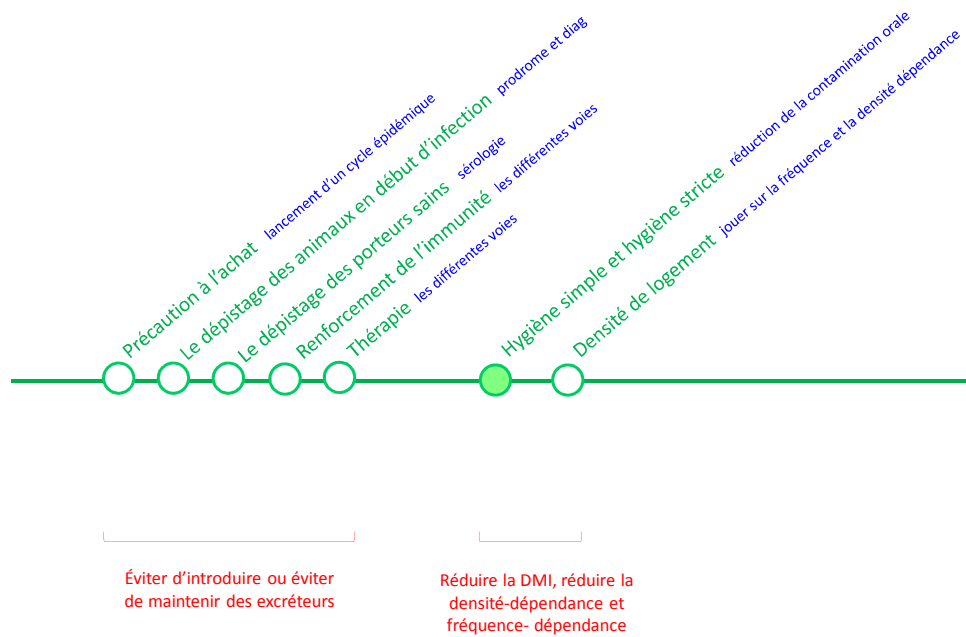 Précaution à l’achat lancement d’un cycle épidémique
Le dépistage des animaux en début d’infection prodrome et diag
Le dépistage des porteurs sains sérologie
Renforcement de l’immunité les différentes voies
Thérapie les différentes voies
Hygiène simple et hygiène stricte réduction de la contamination orale
Densité de logement jouer sur la fréquence et la densité dépendance
Éviter d’introduire ou éviter
de maintenir des excréteurs
Réduire la DMI, réduire la
densité-dépendance et
fréquence- dépendance